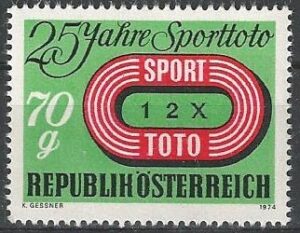 25 Jahre Sporttoto
70 g
SPORT
1 2 X
TOTO
REPUBLIK ÖSTERREICH
K. GESSNER 1974